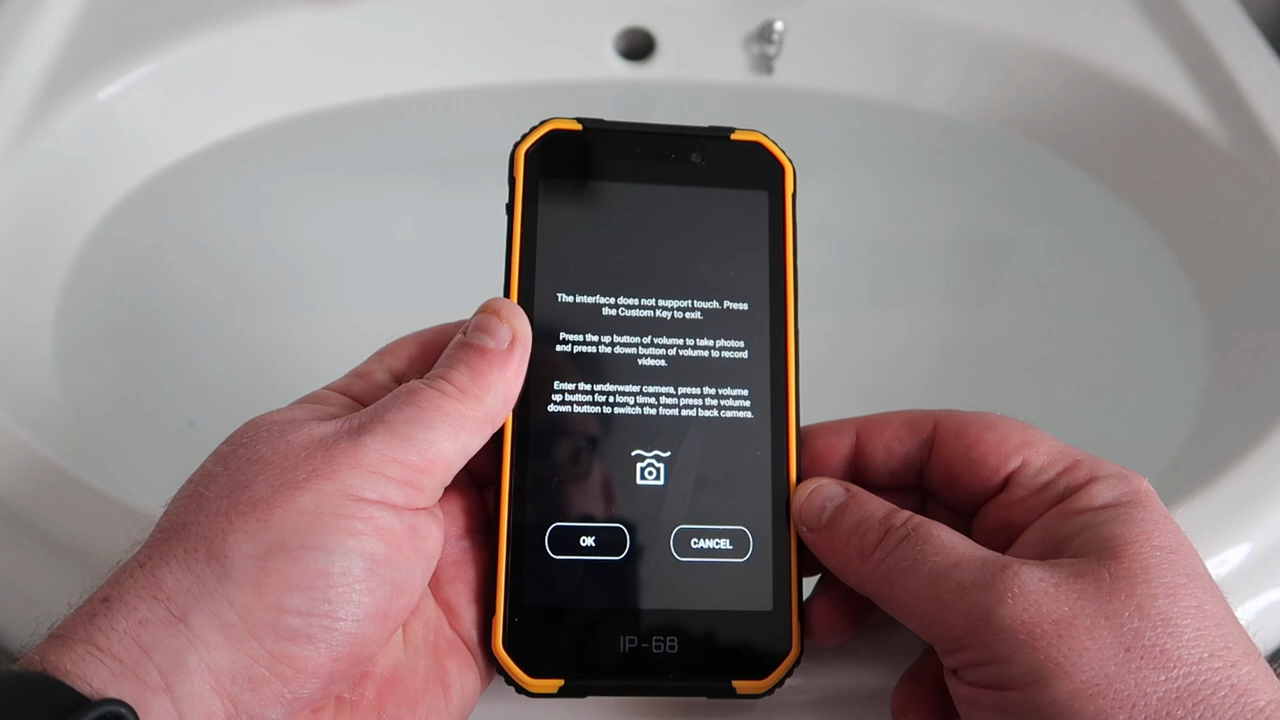 The interface does not support touch. Press
the Custom Key to exit.
Press the up button of volume to take photos
and press the down button of volume to record
videos.
Enter the underwater camera, press the volume
up button for a long time, then press the volume
down button to switch the front and back camera.
OK
CANCEL
IP-68